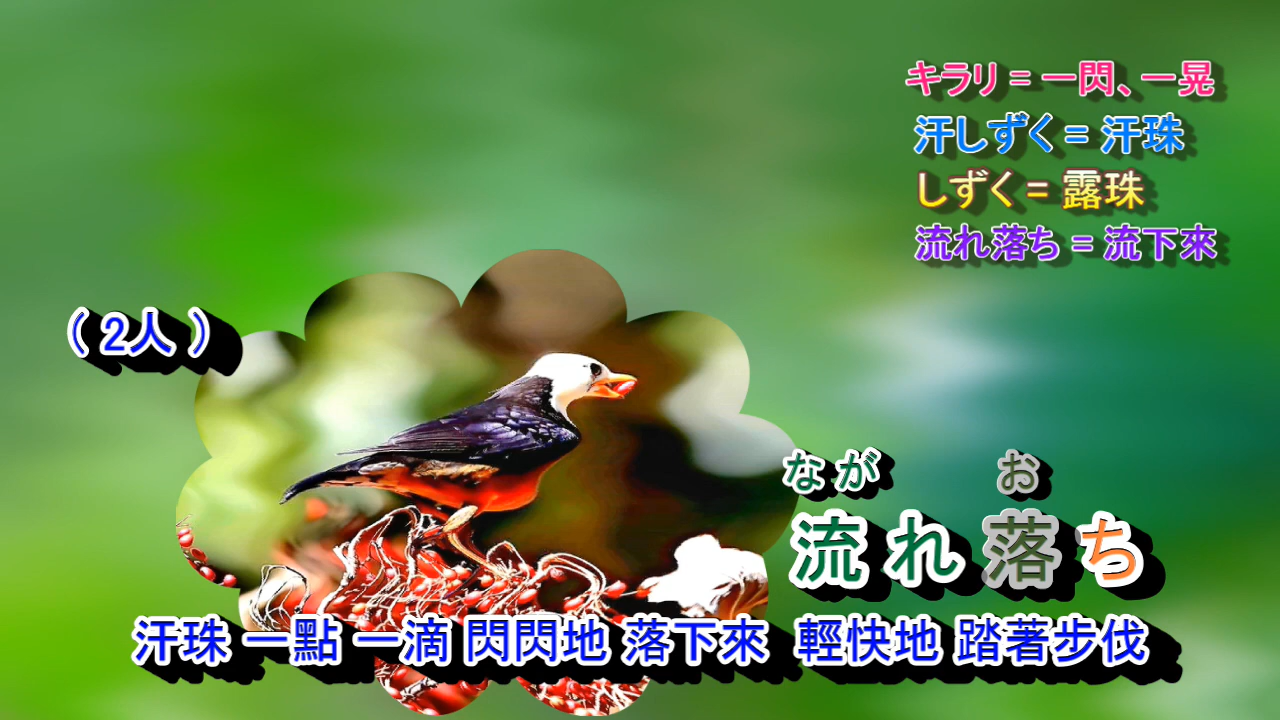 キラリ = 一閃、一晃
汗しずく = 汗珠
しずく = 露珠
流れ落ち = 流下來
( 2人 )
なが お
流れ落ち
汗珠 一點 一滴 閃閃地 落下來 輕快地 踏著步伐